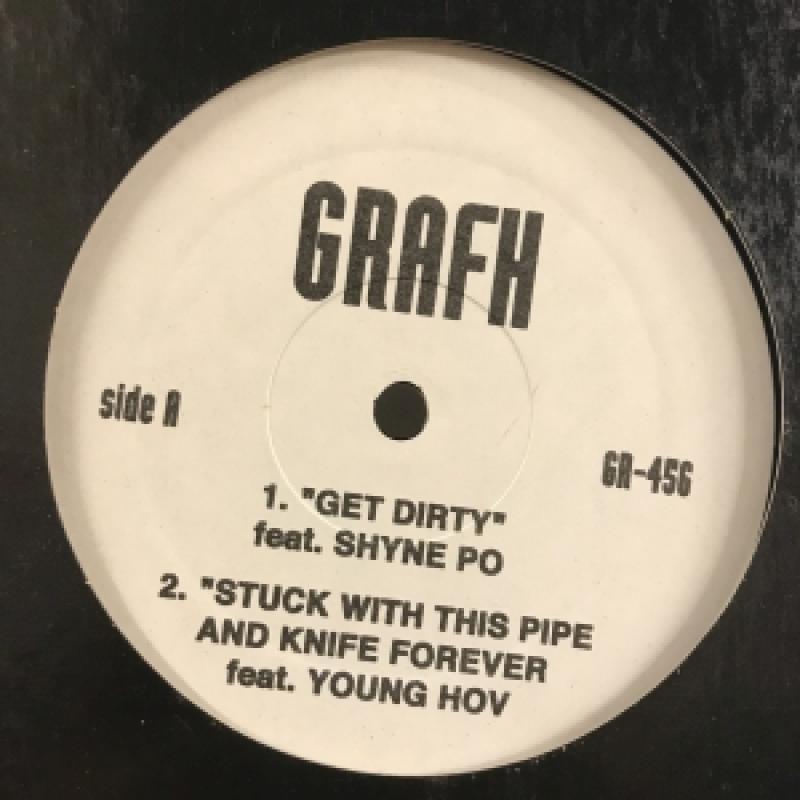 GRAFH
side A
GR-456
1. "GET DIRTY"
feat. SHYNE PO
2. "STUCK WITH THIS PIPE
AND KNIFE FOREVER
feat. YOUNG HOV